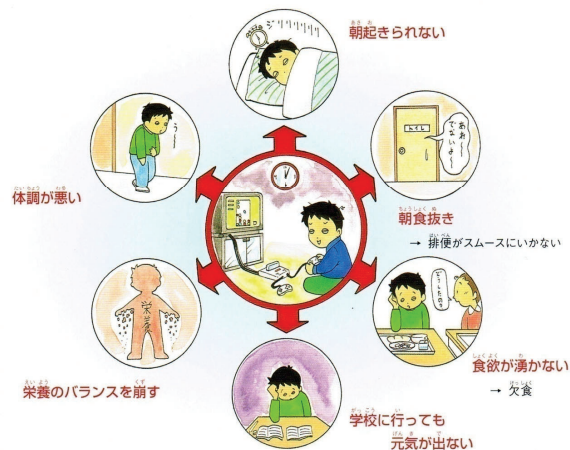 ジリリリリリ
朝起きられない
あぁ〜〜
でないよ〜
トイレ
朝食抜き
→ 排便がスムースにいかない
どうしたの?
食欲が湧かない
→ 欠食
学校に行っても
元気が出ない
栄養
栄養のバランスを崩す
う〜
体調が悪い